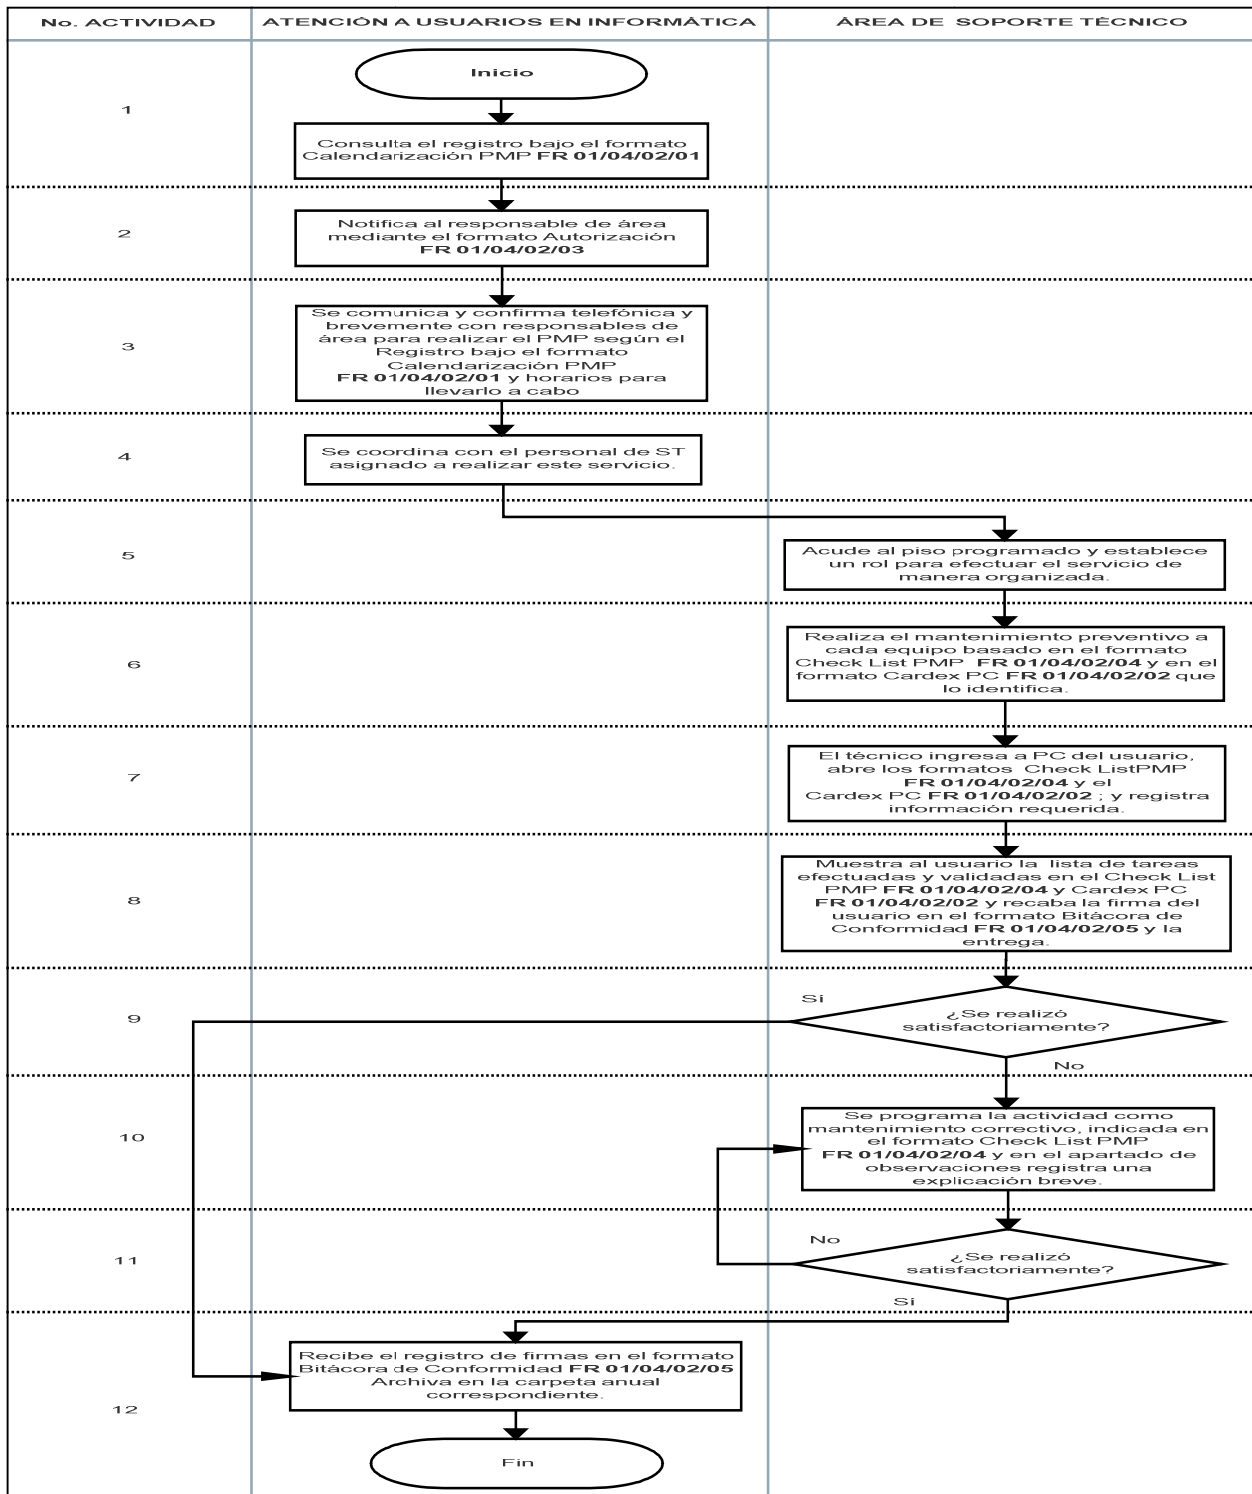 No. ACTIVIDAD
ATENCIÓN A USUARIOS EN INFORMÁTICA
ÁREA DE SOPORTE TÉCNICO
1
Inicio
Consulta el registro bajo el formato
Calendarización PMP FR 01/04/02/01
2
Notifica al responsable de área
mediante el formato Autorización
FR 01/04/02/03
3
Se comunica y confirma telefónica y
brevemente con responsables de
área para realizar el PMP según el
Registro bajo el formato
Calendarización PMP
FR 01/04/02/01 y horarios para
llevarlo a cabo
4
Se coordina con el personal de ST
asignado a realizar este servicio.
5
Acude al piso programado y establece
un rol para efectuar el servicio de
manera organizada.
6
Realiza el mantenimiento preventivo a
cada equipo basado en el formato
Check List PMP FR 01/04/02/04 y en el
formato Cardex PC FR 01/04/02/02 que
lo identifica.
7
El técnico ingresa a PC del usuario,
abre los formatos Check ListPMP
FR 01/04/02/04 y el
Cardex PC FR 01/04/02/02 ; y registra
información requerida.
8
Muestra al usuario la lista de tareas
efectuadas y validadas en el Check List
PMP FR 01/04/02/04 y Cardex PC
FR 01/04/02/02 y recaba la firma del
usuario en el formato Bitácora de
Conformidad FR 01/04/02/05 y la
entrega.
9
Si
¿Se realizó
satisfactoriamente?
No
10
Se programa la actividad como
mantenimiento correctivo, indicada en
el formato Check List PMP
FR 01/04/02/04 y en el apartado de
observaciones registra una
explicación breve.
11
No
¿Se realizó
satisfactoriamente?
Si
12
Recibe el registro de firmas en el formato
Bitácora de Conformidad FR 01/04/02/05
Archiva en la carpeta anual
correspondiente.
Fin